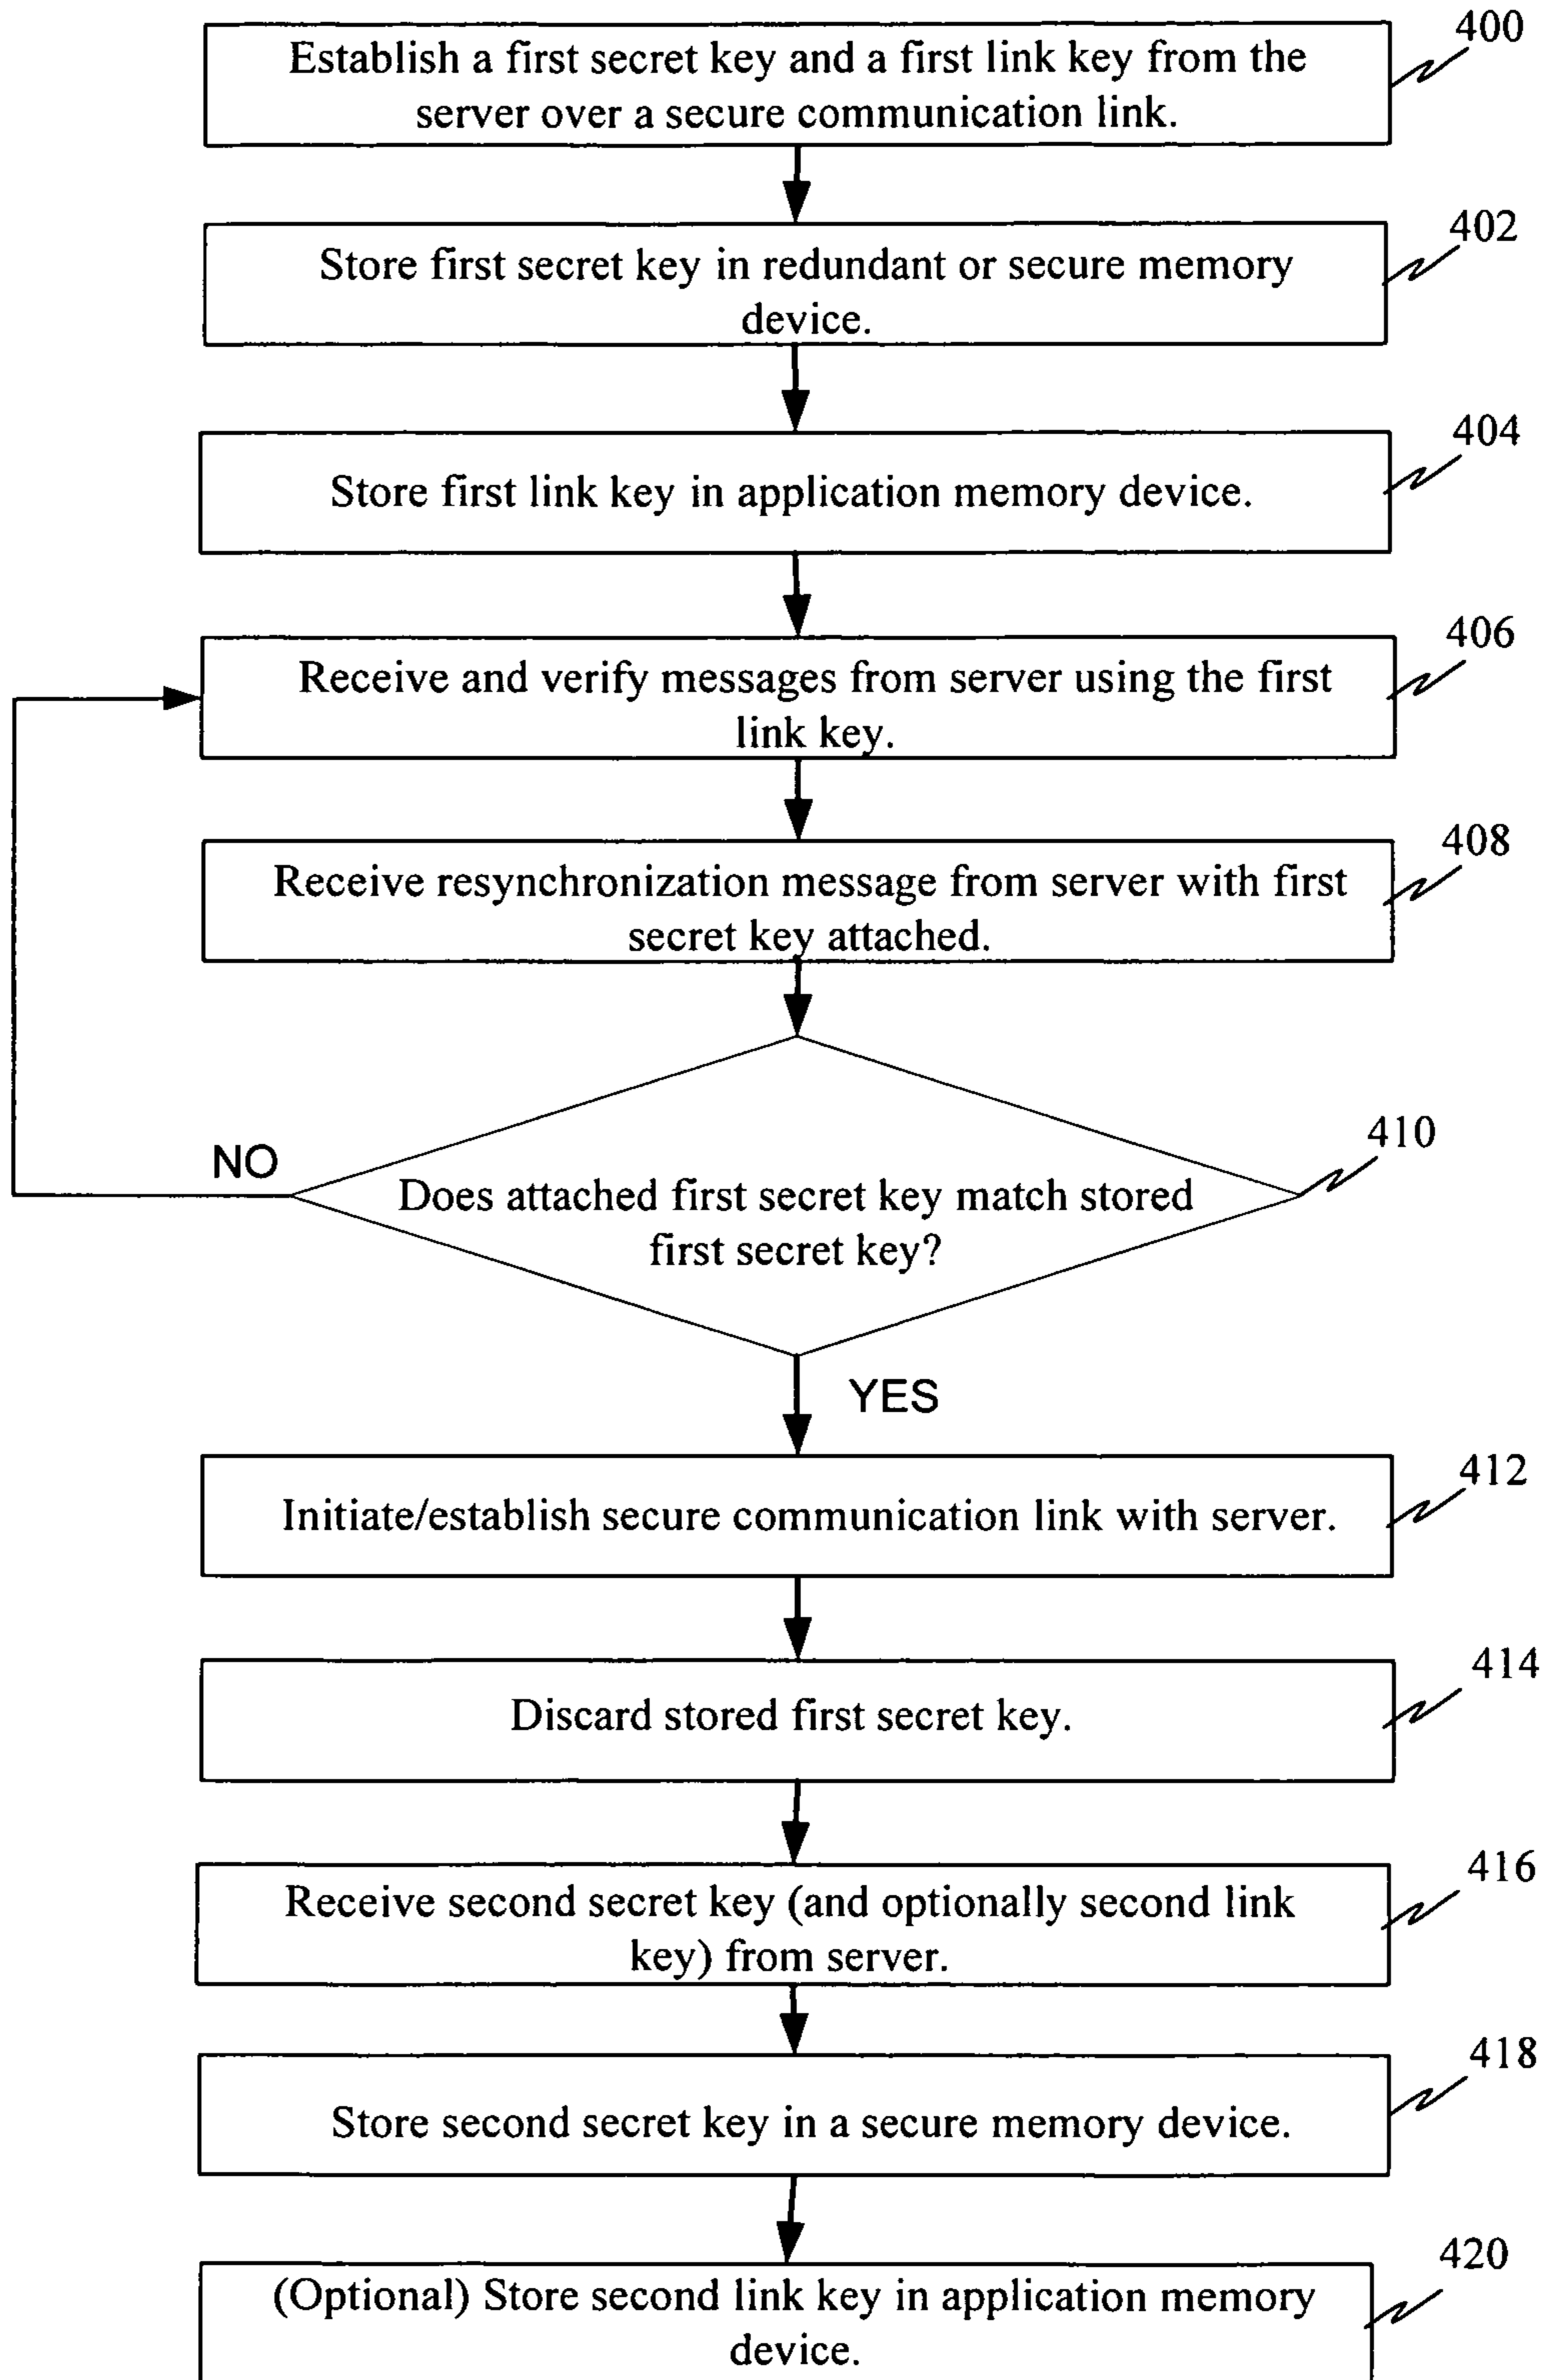 400
Establish a first secret key and a first link key from the
server over a secure communication link.
402
Store first secret key in redundant or secure memory
device.
404
Store first link key in application memory device.
406
Receive and verify messages from server using the first
link key.
408
Receive resynchronization message from server with first
secret key attached.
410
NO
Does attached first secret key match stored
first secret key?
YES
412
Initiate/establish secure communication link with server.
414
Discard stored first secret key.
416
Receive second secret key (and optionally second link
key) from server.
418
Store second secret key in a secure memory device.
420
(Optional) Store second link key in application memory
device.